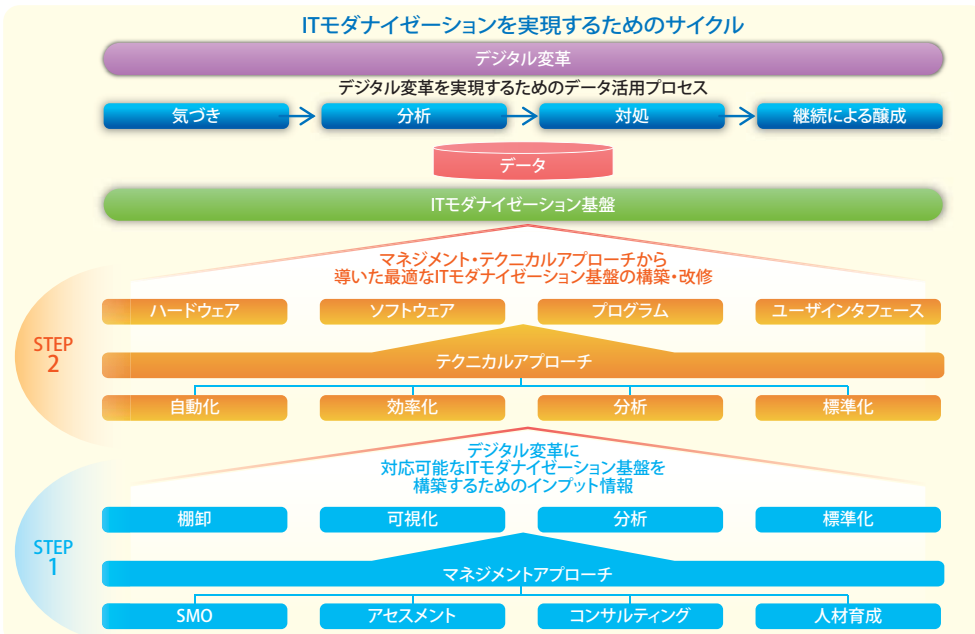 ITモダナイゼーションを実現するためのサイクル
デジタル変革
デジタル変革を実現するためのデータ活用プロセス
気づき
分析
対処
継続による醸成
データ
ITモダナイゼーション基盤
マネジメント・テクニカルアプローチから
導いた最適なITモダナイゼーション基盤の構築・改修
ハードウェア
ソフトウェア
プログラム
ユーザインタフェース
STEP
2
テクニカルアプローチ
自動化
効率化
分析
標準化
デジタル変革に
対応可能なITモダナイゼーション基盤を
構築するためのインプット情報
棚卸
可視化
分析
標準化
STEP
1
マネジメントアプローチ
SMO
アセスメント
コンサルティング
人材育成